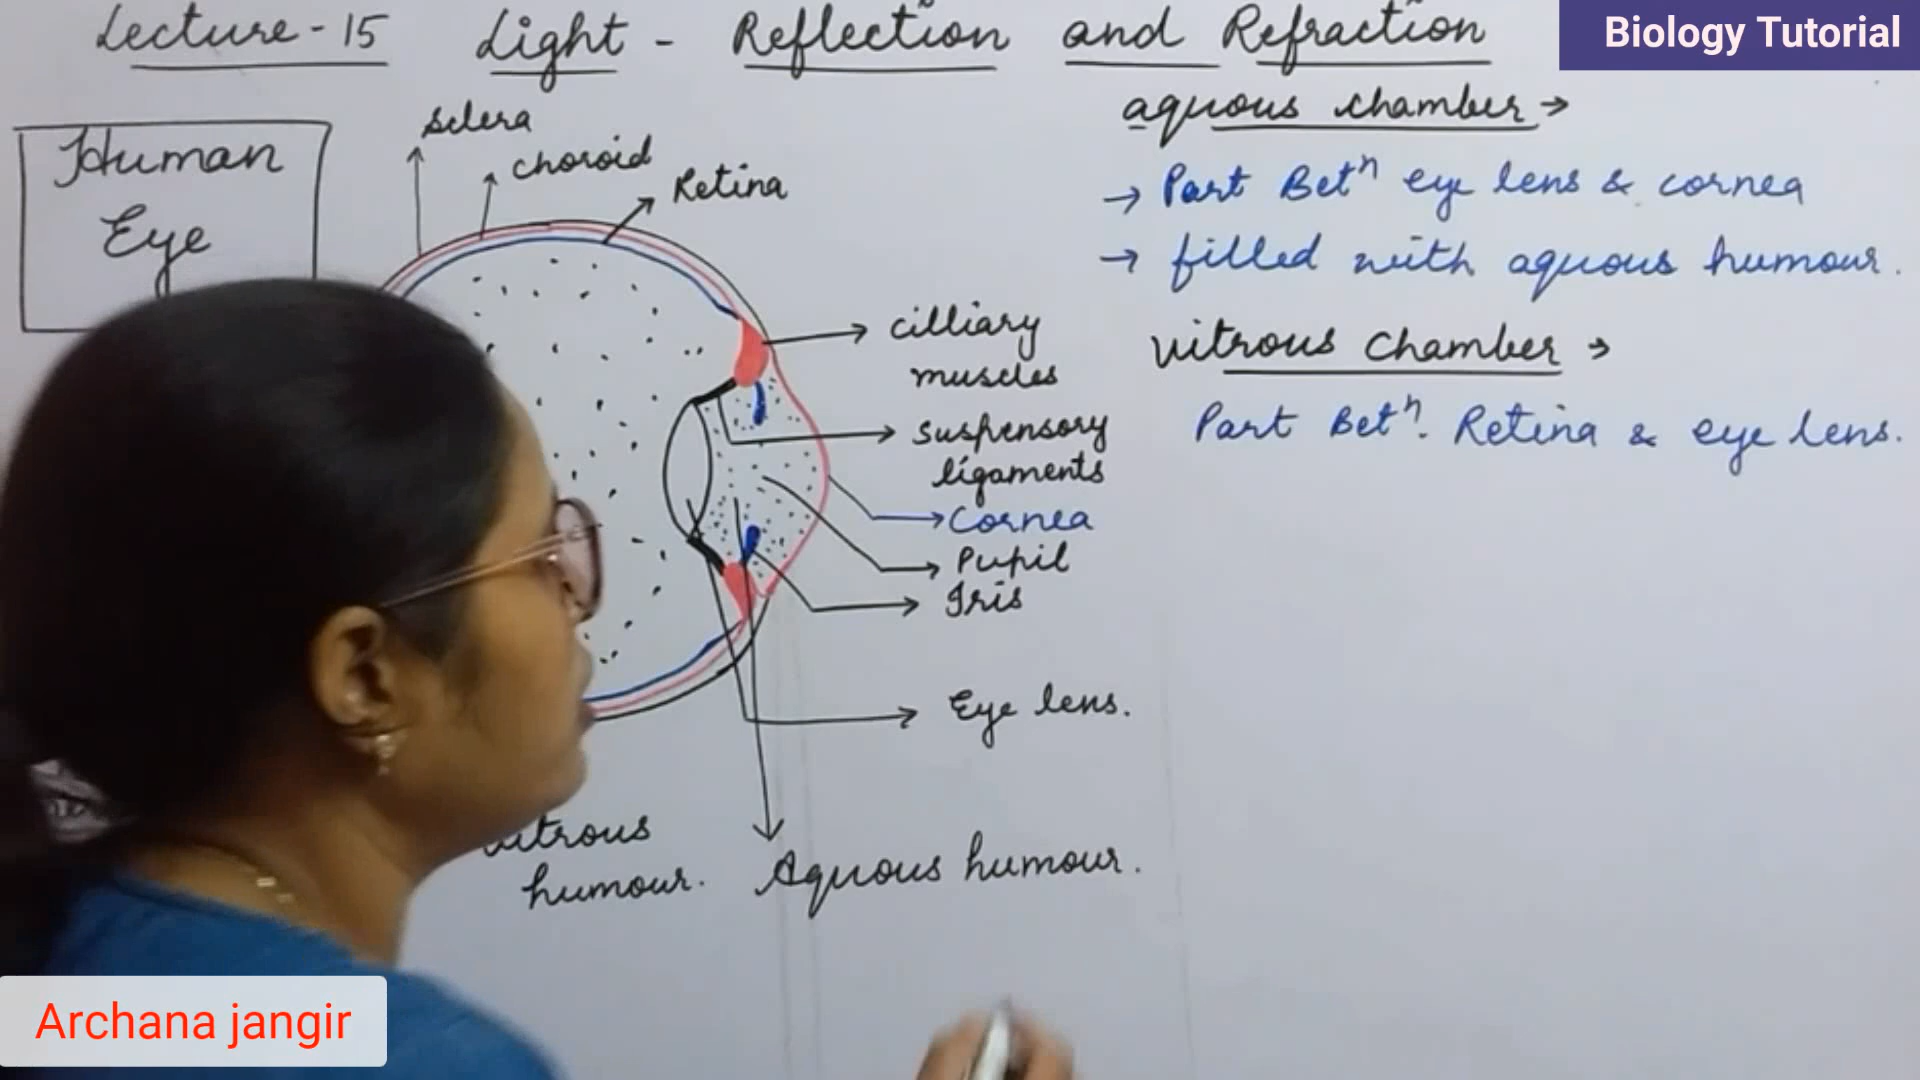 Lecture - 15 Light - Reflection and Refraction
Biology Tutorial
Human
Eye
sclera
choroid
Retina
cilliary
muscles
suspensory
ligaments
Cornea
Pupil
Iris
Eye lens.
humour.
Aquous humour.
aquous chamber →
→ Part Betⁿ eye lens & cornea
→ filled with aquous humour.
vitrous chamber →
Part Betⁿ. Retina & eye lens.
Archana jangir